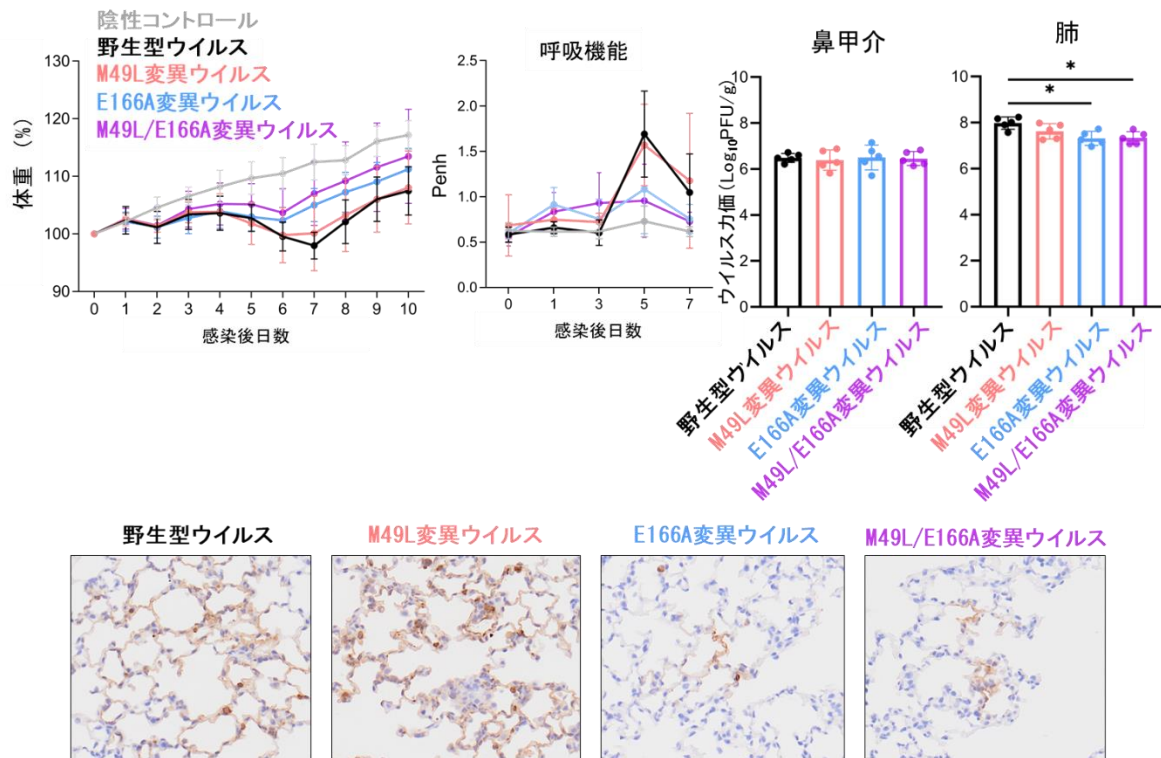 陰性コントロール
野生型ウイルス
M49L変異ウイルス
E166A変異ウイルス
M49L/E166A変異ウイルス
体重 (%)
130
120
110
100
90
0 1 2 3 4 5 6 7 8 9 10
感染後日数
呼吸機能
Penh
2.5
2.0
1.5
1.0
0.5
0.0
0 1 3 5 7
感染後日数
鼻甲介
ウイルス力価(Log10PFU/g)
10
8
6
4
2
0
野生型ウイルス
M49L変異ウイルス
E166A変異ウイルス
M49L/E166A変異ウイルス
肺
*
*
10
8
6
4
2
0
野生型ウイルス
M49L変異ウイルス
E166A変異ウイルス
M49L/E166A変異ウイルス
野生型ウイルス
M49L変異ウイルス
E166A変異ウイルス
M49L/E166A変異ウイルス